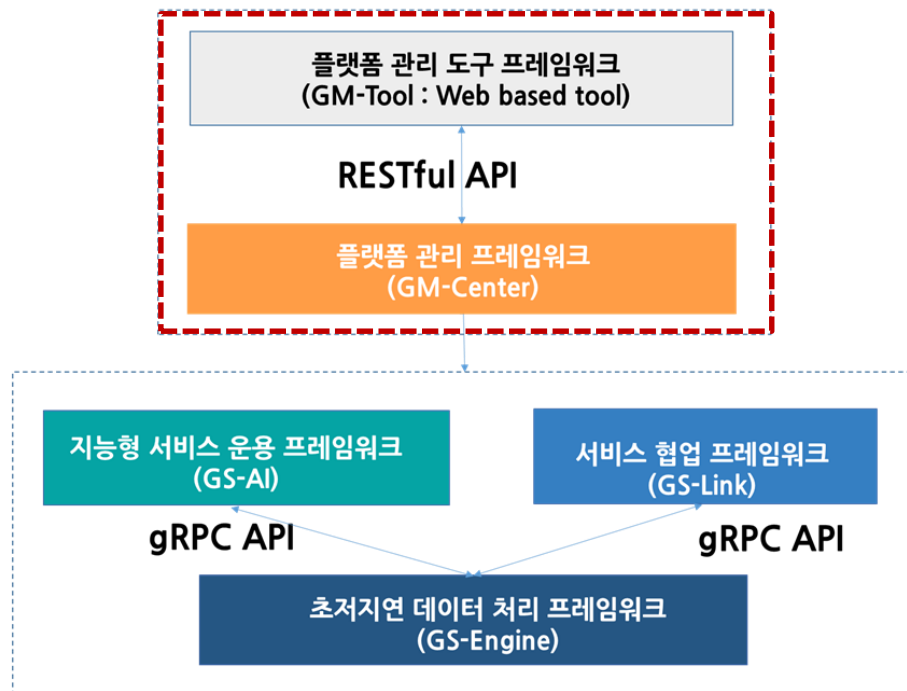 플랫폼 관리 도구 프레임워크
(GM-Tool : Web based tool)
RESTful API
플랫폼 관리 프레임워크
(GM-Center)
지능형 서비스 운용 프레임워크
(GS-AI)
서비스 협업 프레임워크
(GS-Link)
gRPC API
gRPC API
초저지연 데이터 처리 프레임워크
(GS-Engine)